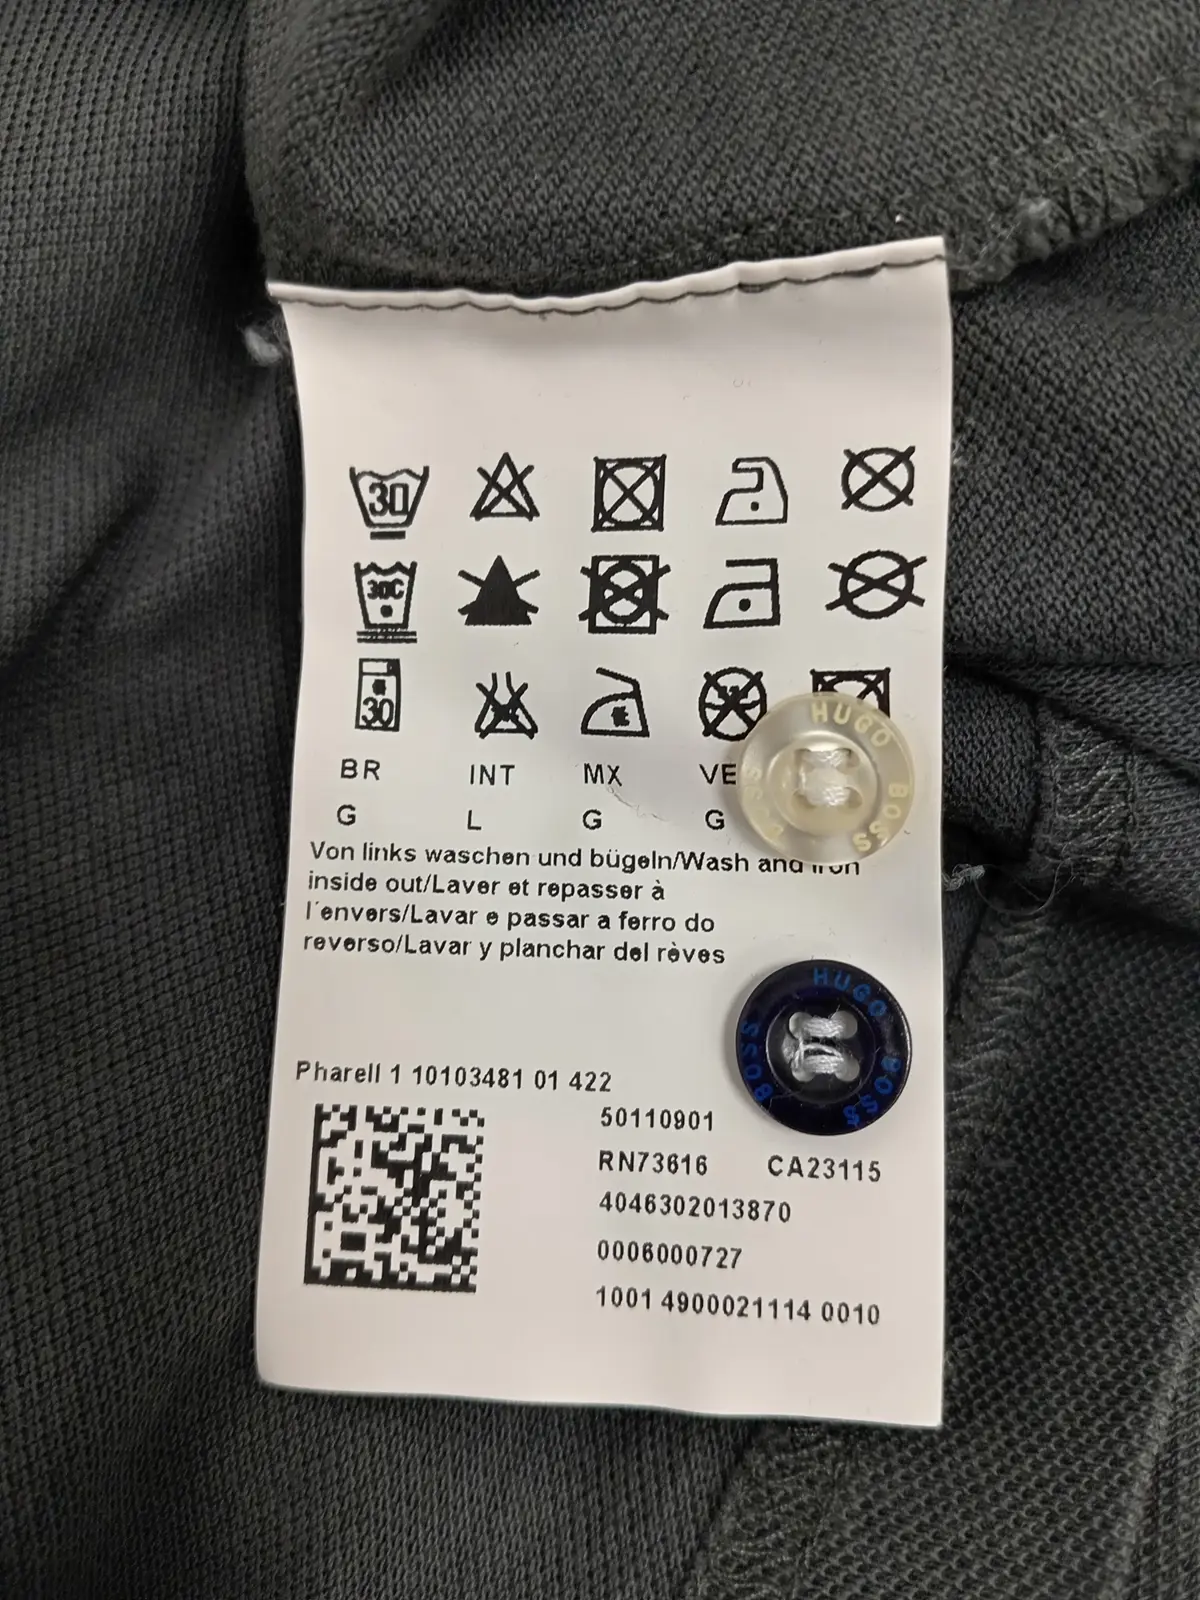 30
30C
30
BR INT MX VE
G L G G
Von links waschen und bügeln/Wash and iron
inside out/Laver et repasser à
l´envers/Lavar e passar a ferro do
reverso/Lavar y planchar del rèves
HUGO BOSS
BOSS
HUGO BOSS
BOSS
Pharell 1 10103481 01 422
50110901
RN73616 CA23115
4046302013870
0006000727
1001 4900021114 0010